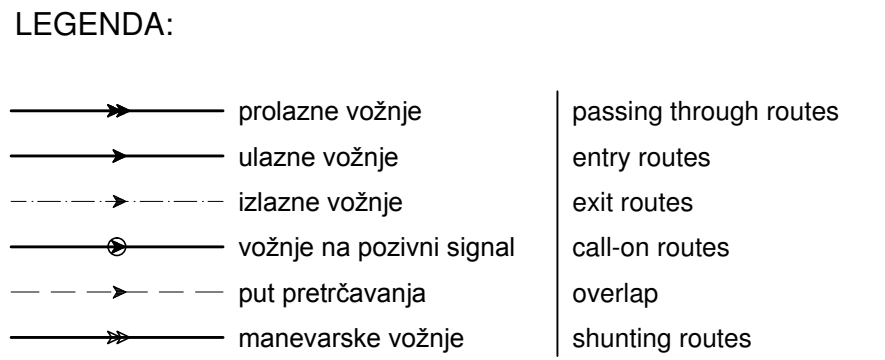 LEGENDA:
prolazne vožnje passing through routes
ulazne vožnje entry routes
izlazne vožnje exit routes
vožnje na pozivni signal call-on routes
put pretrčavanja overlap
manevarske vožnje shunting routes